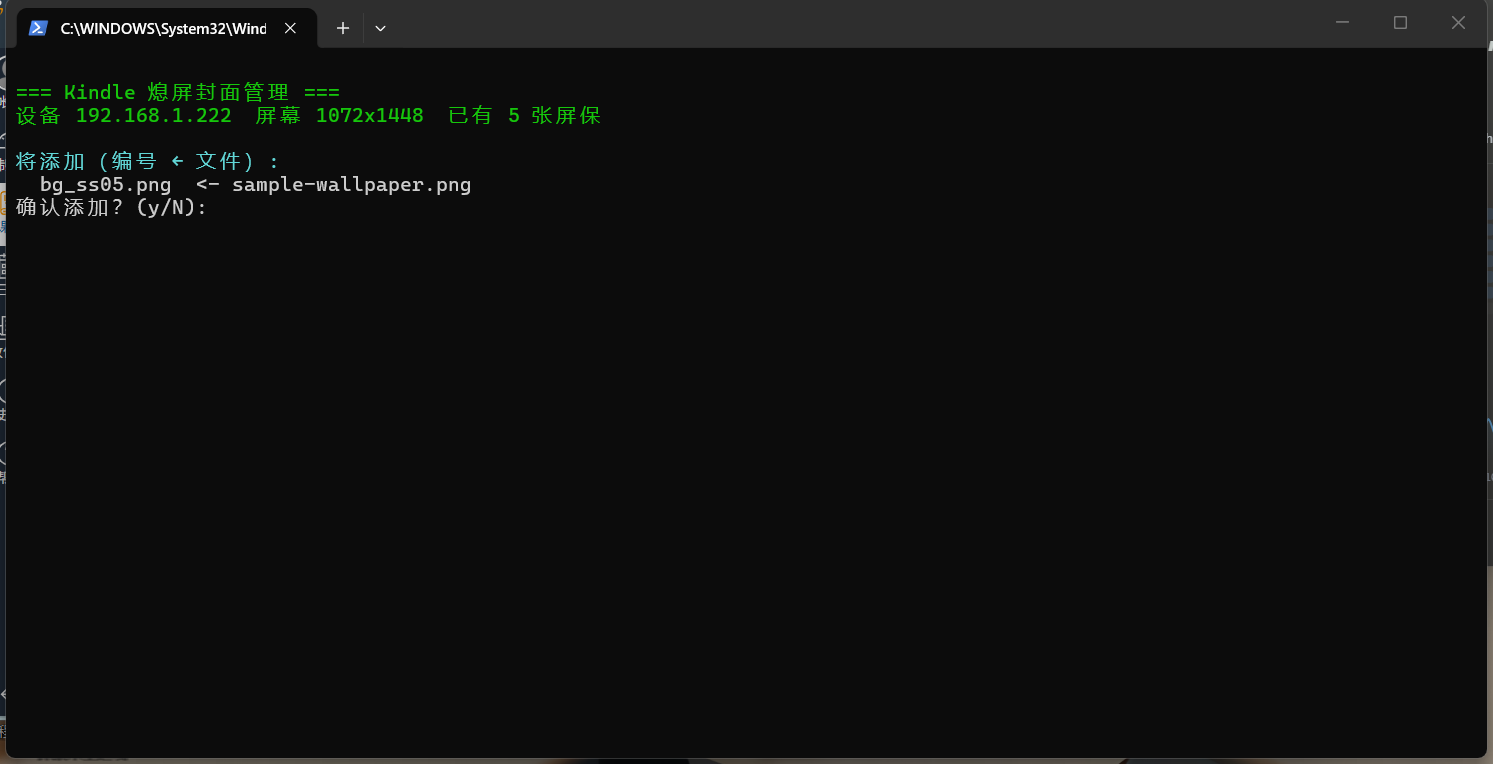 C:\WINDOWS\System32\Wind
=== Kindle 熄屏封面管理 ===
设备 192.168.1.222 屏幕 1072x1448 已有 5 张屏保
将添加 (编号 ← 文件) :
bg_ss05.png <- sample-wallpaper.png
确认添加? (y/N):